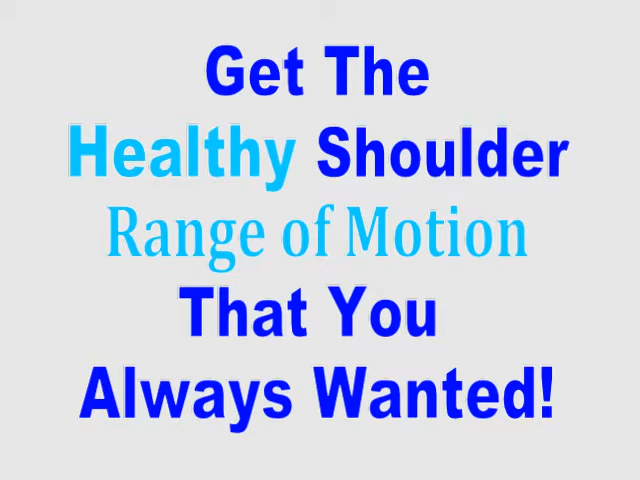 Get The
Healthy Shoulder
Range of Motion
That You
Always Wanted!